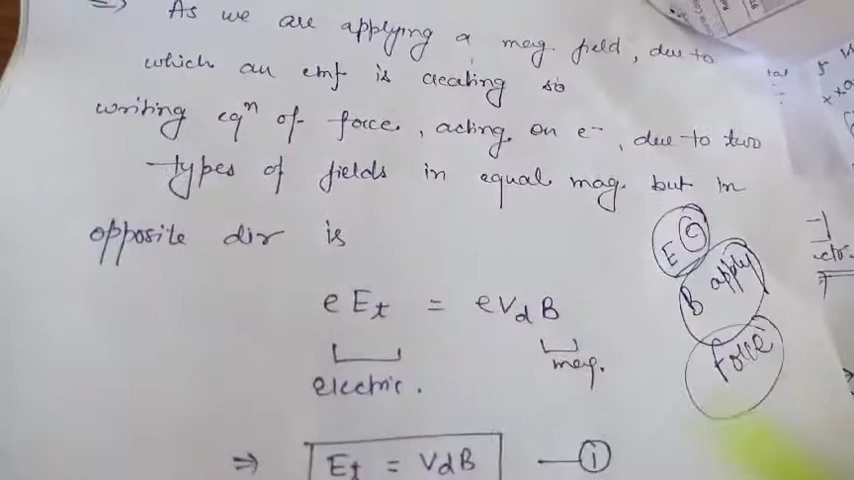 => As we are applying a mag. field, due to
which an emf is creating so
writing eqⁿ of force, acting on e⁻, due to two
types of fields in equal mag. but in
opposite dir is
e Et = e Vd B
electric.
mag.
=> Et = VdB —(i)
E
B apply
Force